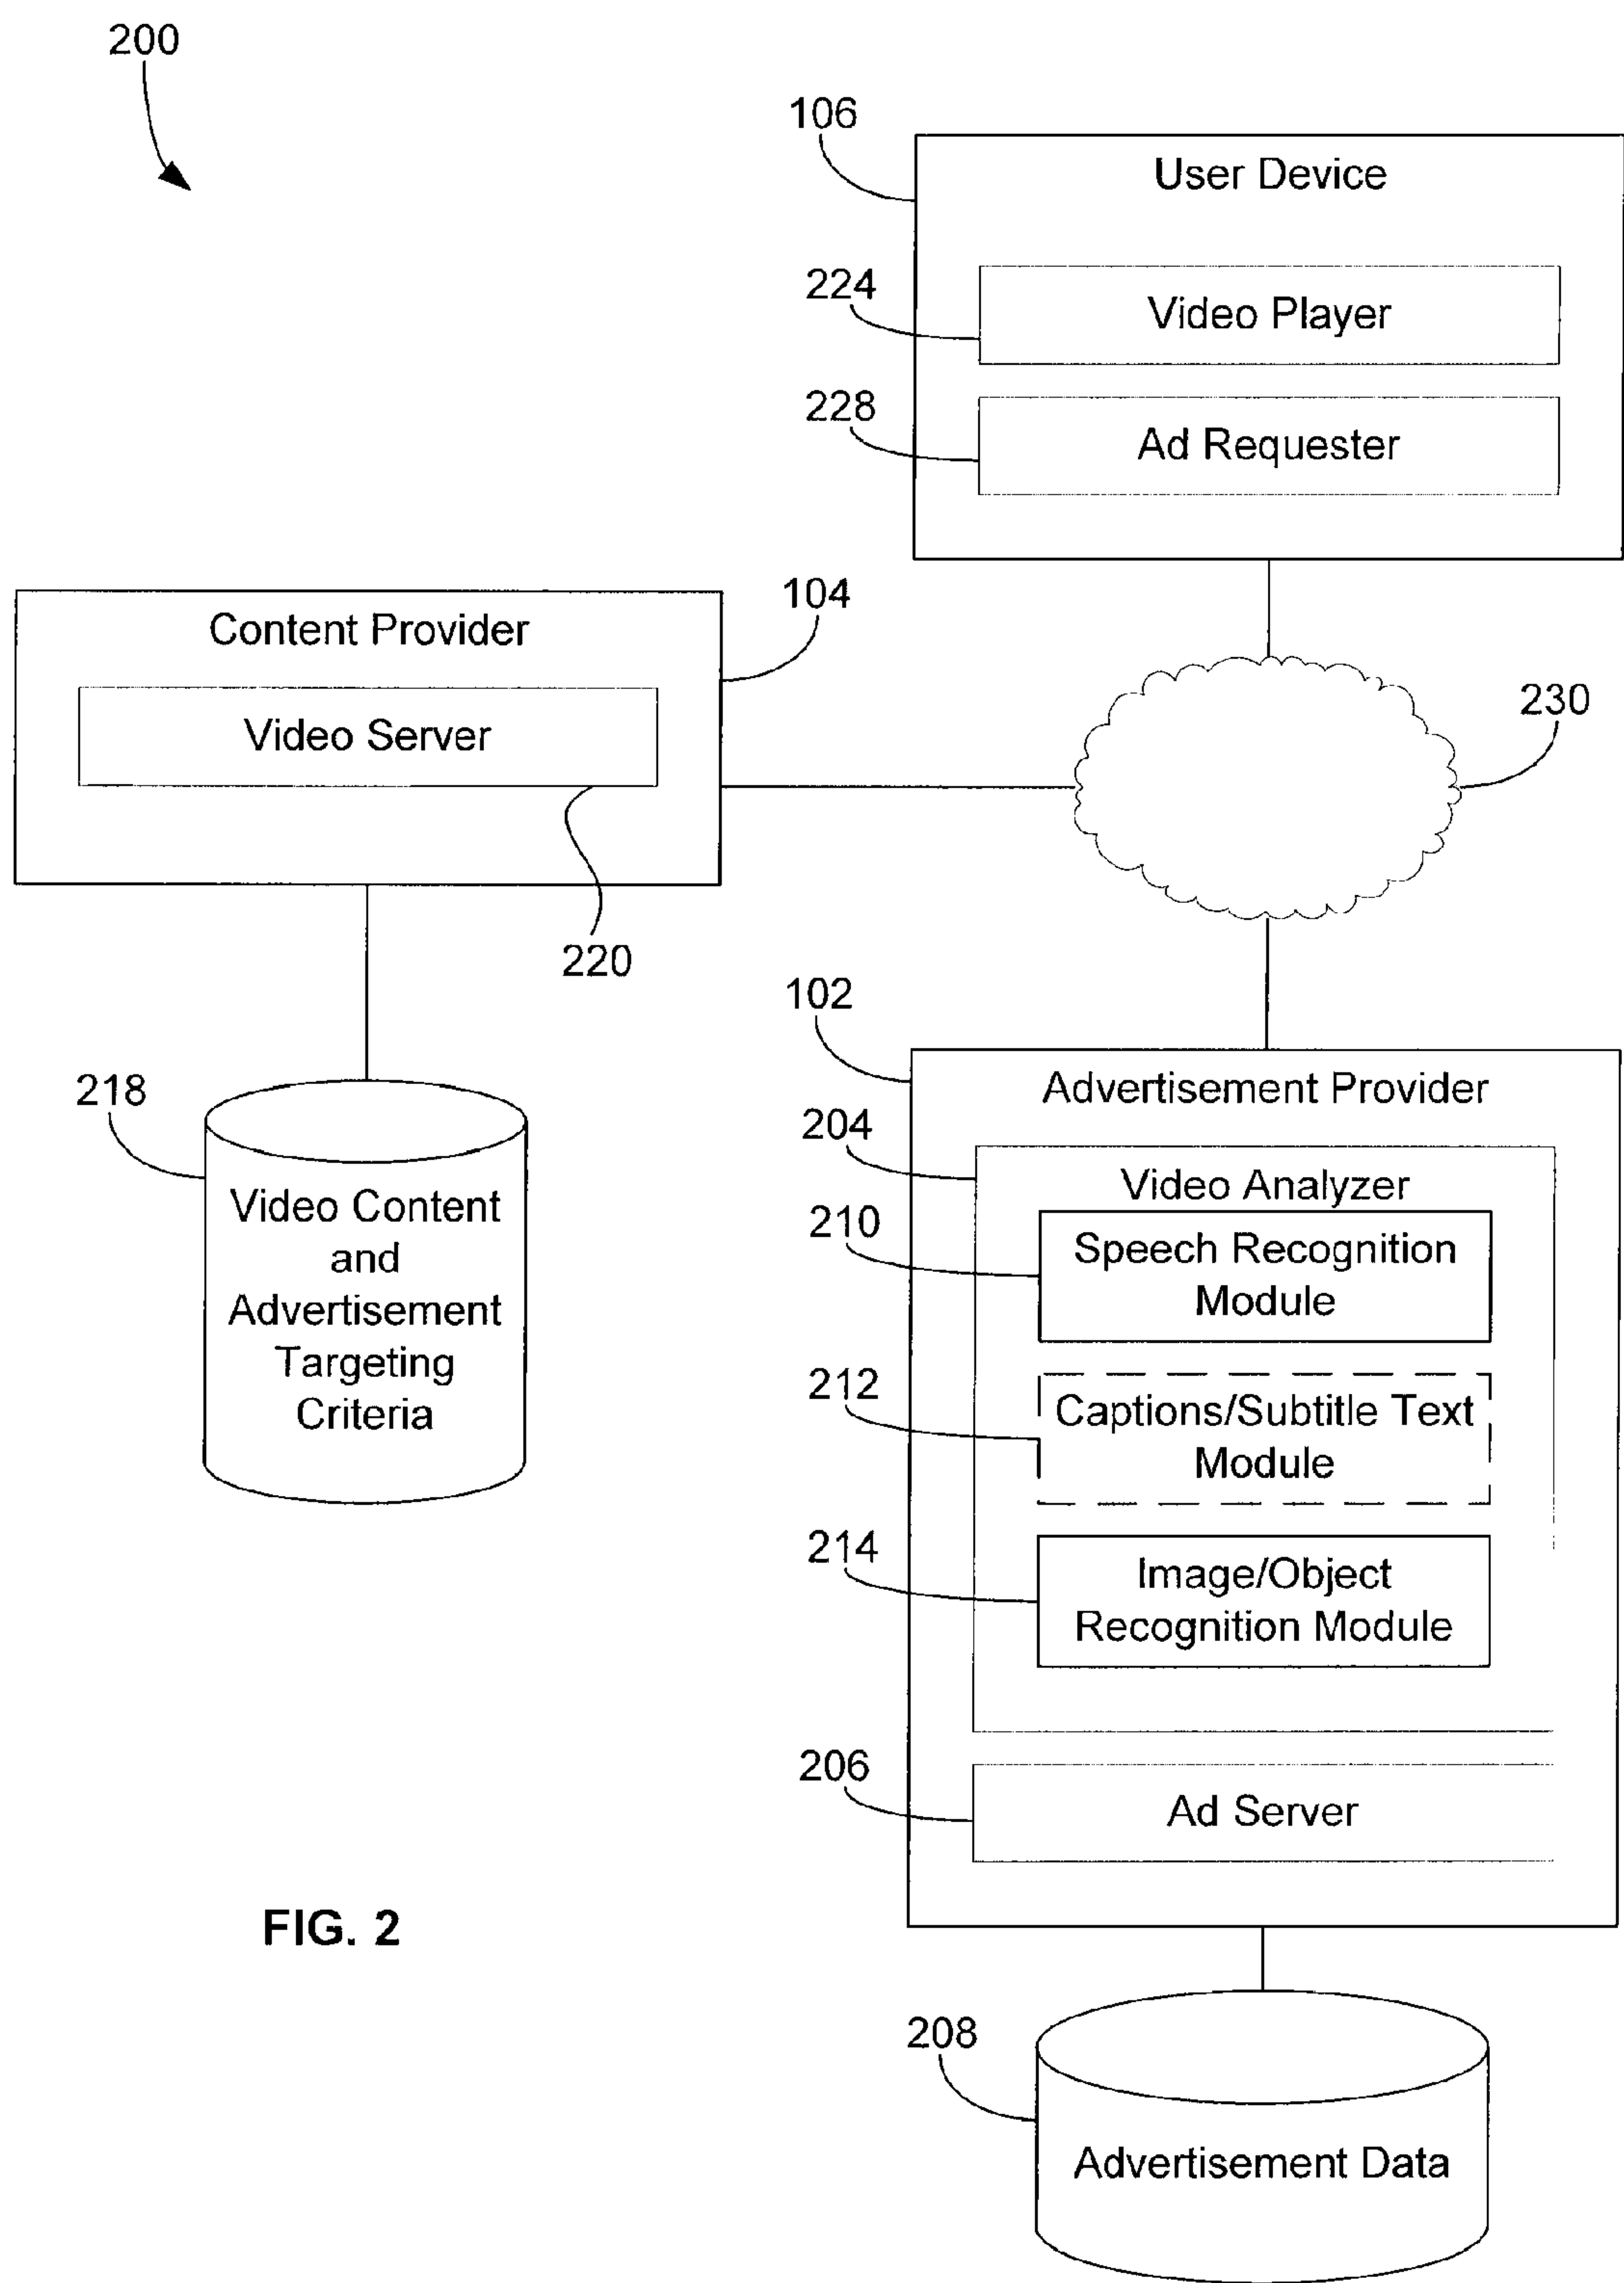 200
106
User Device
224
Video Player
228
Ad Requester
104
Content Provider
230
Video Server
220
102
Advertisement Provider
218
204
Video Analyzer
Video Content
and
Advertisement
Targeting
Criteria
210
Speech Recognition
Module
212
Captions/Subtitle Text
Module
214
Image/Object
Recognition Module
206
Ad Server
FIG. 2
208
Advertisement Data